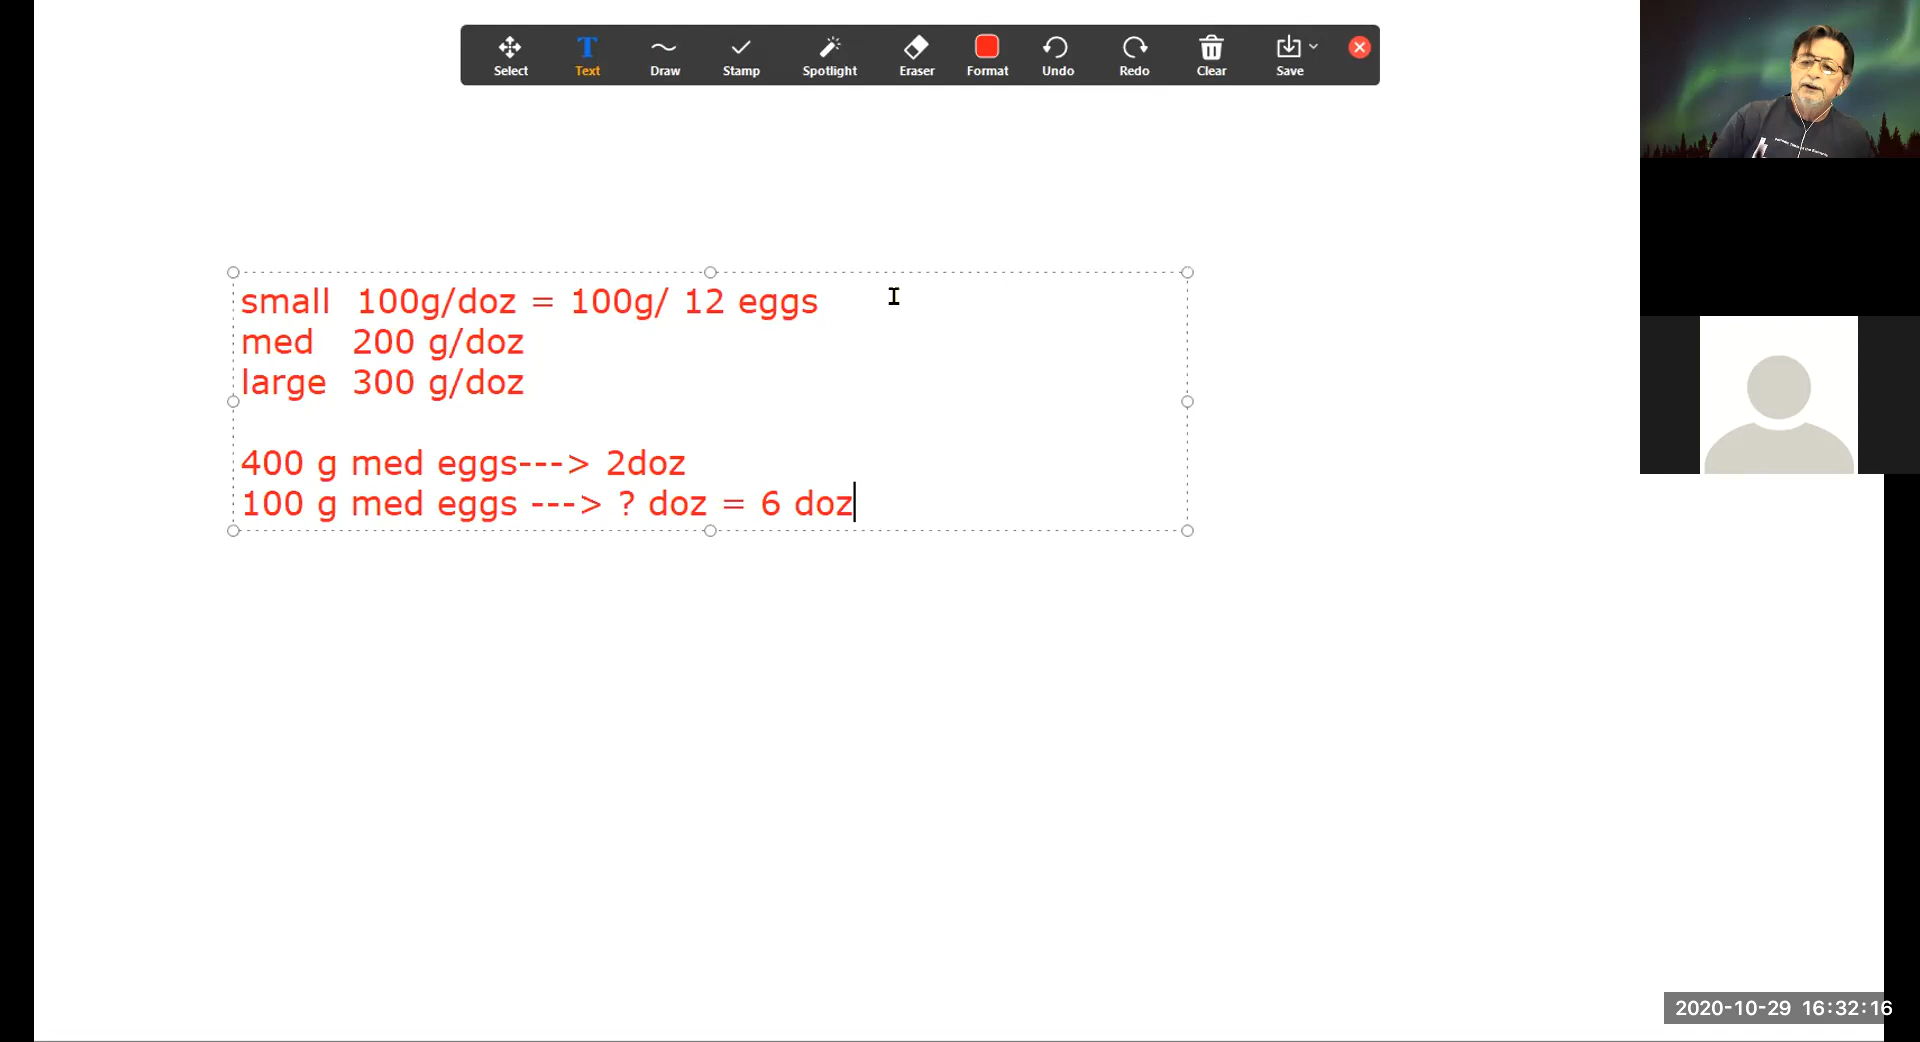 Select Text Draw Stamp Spotlight Eraser Format Undo Redo Clear Save
small 100g/doz = 100g/ 12 eggs
med 200 g/doz
large 300 g/doz
400 g med eggs---> 2doz
100 g med eggs ---> ? doz = 6 doz
2020-10-29 16:32:16